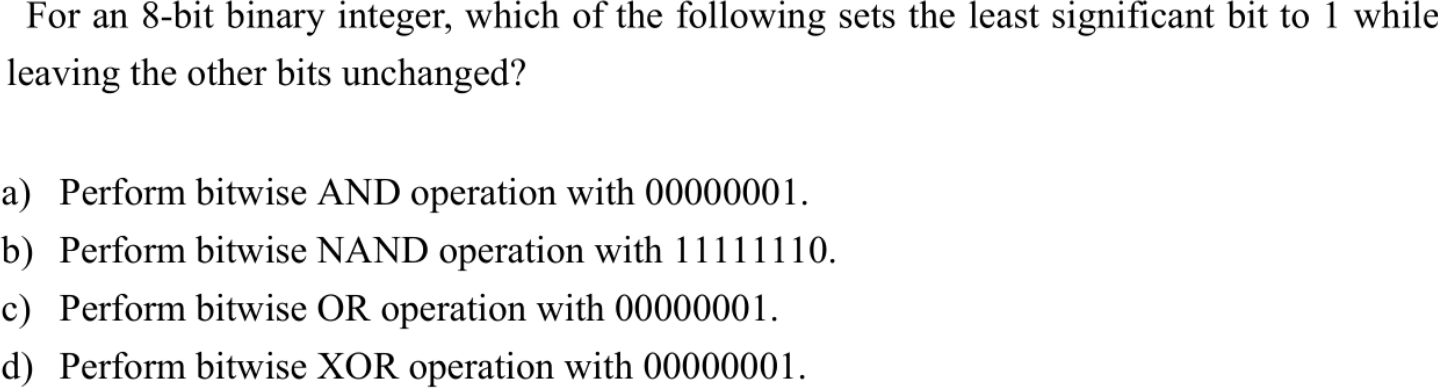 For an 8-bit binary integer, which of the following sets the least significant bit to 1 while
leaving the other bits unchanged?
a) Perform bitwise AND operation with 00000001.
b) Perform bitwise NAND operation with 11111110.
c) Perform bitwise OR operation with 00000001.
d) Perform bitwise XOR operation with 00000001.